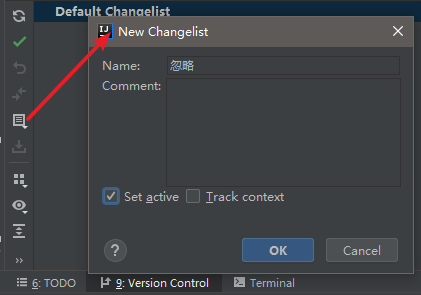 Default Changelist
New Changelist
Name: 忽略
Comment:
Set active Track context
?
OK Cancel
6: TODO 9: Version Control Terminal